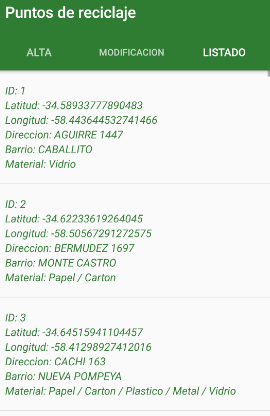 Puntos de reciclaje
ALTA MODIFICACION LISTADO
ID: 1
Latitud: -34.58933777890483
Longitud: -58.443644532741466
Direccion: AGUIRRE 1447
Barrio: CABALLITO
Material: Vidrio
ID: 2
Latitud: -34.62233619264045
Longitud: -58.50567291272575
Direccion: BERMUDEZ 1697
Barrio: MONTE CASTRO
Material: Papel / Carton
ID: 3
Latitud: -34.64515941104457
Longitud: -58.41298927412016
Direccion: CACHI 163
Barrio: NUEVA POMPEYA
Material: Papel / Carton / Plastico / Metal / Vidrio